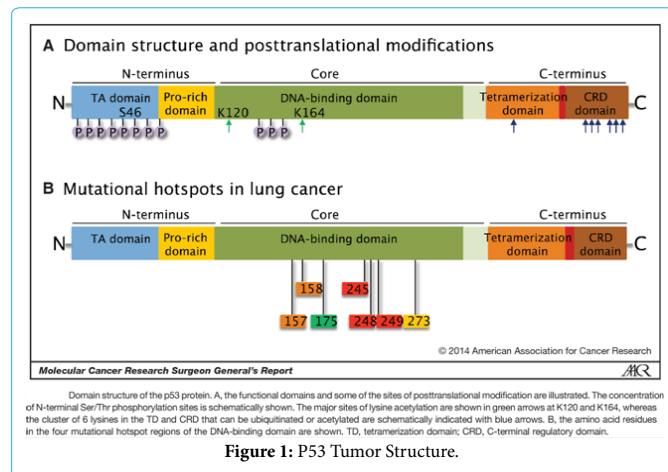 A Domain structure and posttranslational modifications
N-terminus Core C-terminus
N TA domain Pro-rich domain DNA-binding domain Tetramerization domain CRD domain C
S46 K120 K164
P P P P P P P P P P P
B Mutational hotspots in lung cancer
N-terminus Core C-terminus
N TA domain Pro-rich domain DNA-binding domain Tetramerization domain CRD domain C
158 245
157 175 248 249 273
© 2014 American Association for Cancer Research
Molecular Cancer Research Surgeon General's Report AACR
Domain structure of the p53 protein. A, the functional domains and some of the sites of posttranslational modification are illustrated. The concentration
of N-terminal Ser/Thr phosphorylation sites is schematically shown. The major sites of lysine acetylation are shown in green arrows at K120 and K164, whereas
the cluster of 6 lysines in the TD and CRD that can be ubiquitinated or acetylated are schematically indicated with blue arrows. B, the amino acid residues
in the four mutational hotspot regions of the DNA-binding domain are shown. TD, tetramerization domain; CRD, C-terminal regulatory domain.
Figure 1: P53 Tumor Structure.